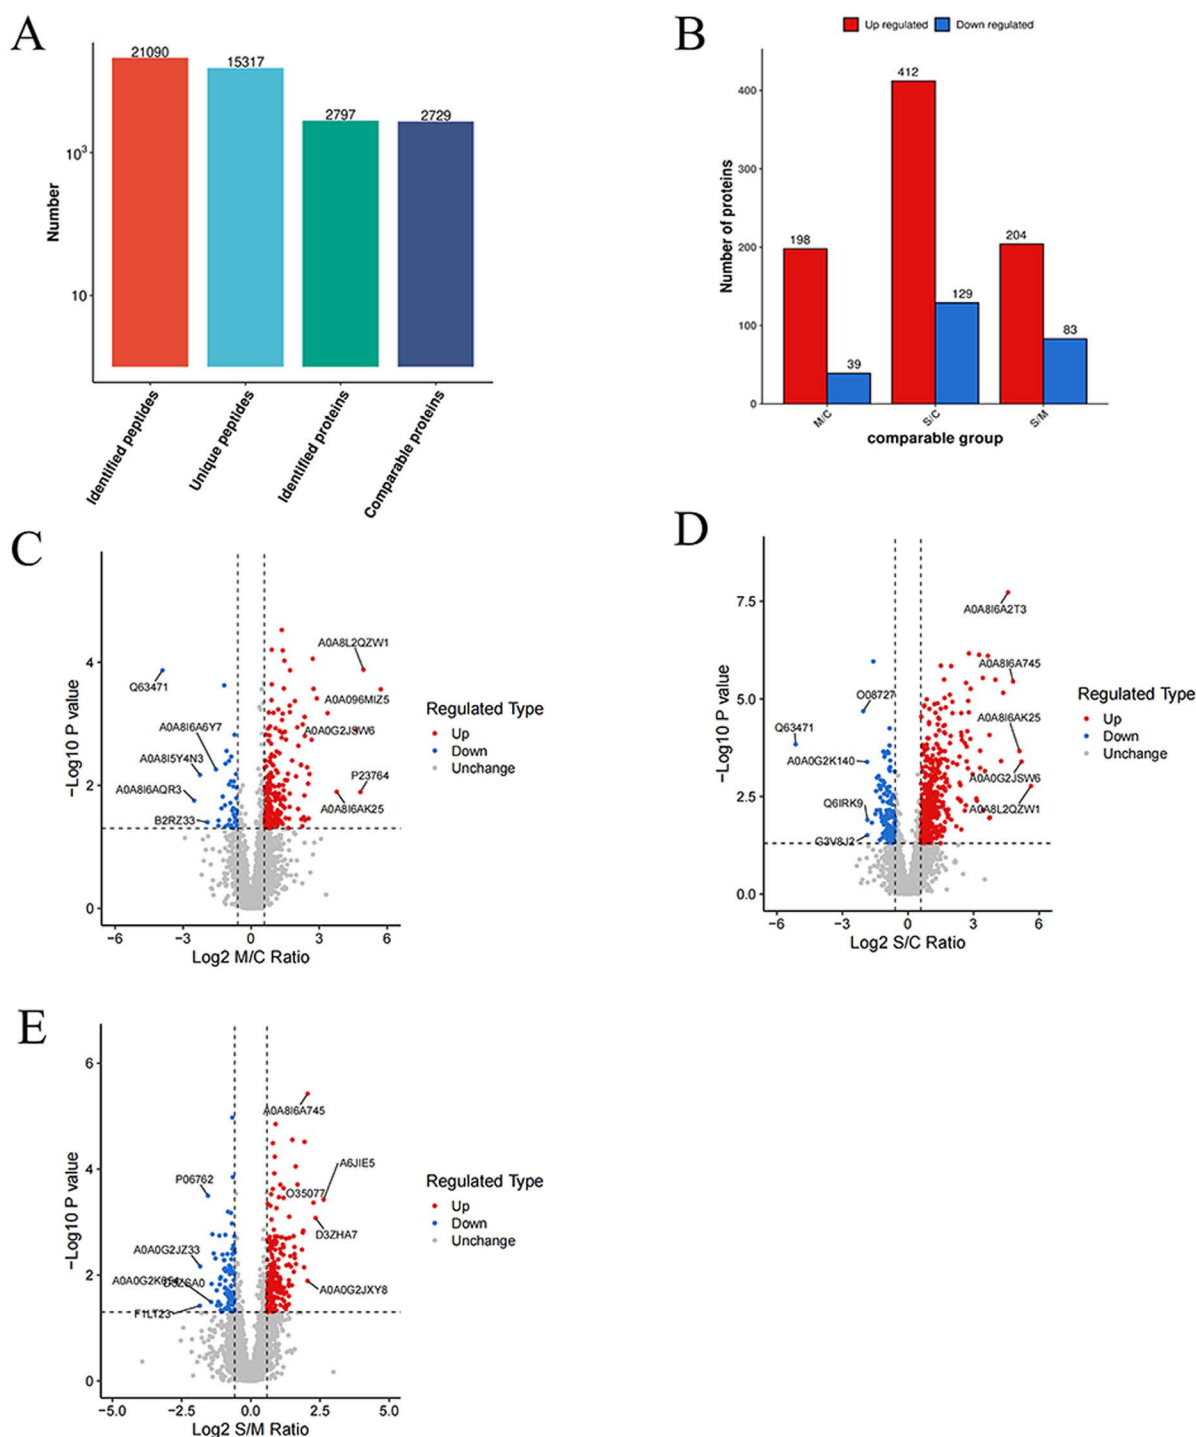 A
21090
15317
2797
2729
10³
10
Number
Identified peptides
Unique peptides
Identified proteins
Comparable proteins
B
Up regulated
Down regulated
412
198
204
129
83
39
400
300
200
100
0
Number of proteins
M/C
S/C
S/M
comparable group
C
A0A8L2QZW1
Q63471
A0A096MIZ5
A0A8I6A6Y7
A0A0G2JSW6
A0A8I5Y4N3
P23764
A0A8I6AQR3
A0A8I6AK25
B2RZ33
4
2
0
−Log10 P value
−6
−3
0
3
6
Log2 M/C Ratio
Regulated Type
Up
Down
Unchange
D
A0A8I6A2T3
A0A8I6A745
O08727
A0A8I6AK25
Q63471
A0A0G2K140
A0A0G2JSW6
Q6IRK9
A0A8L2QZW1
G3V8J2
7.5
5.0
2.5
0.0
−Log10 P value
−6
−3
0
3
6
Log2 S/C Ratio
Regulated Type
Up
Down
Unchange
E
A0A8I6A745
A6JIE5
P06762
O35077
D3ZHA7
A0A0G2JZ33
D3ZSA0
A0A0G2JXY8
F1LT23
6
4
2
0
−Log10 P value
−5.0
−2.5
0.0
2.5
5.0
Log2 S/M Ratio
Regulated Type
Up
Down
Unchange